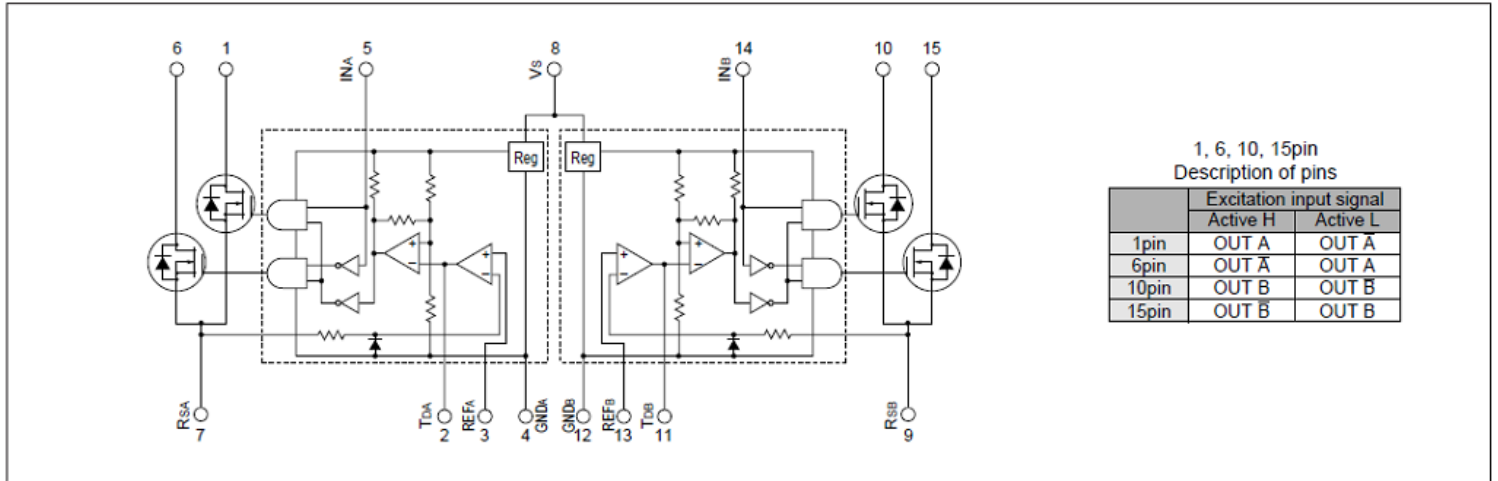 6 1 5 8 14 10 15
INA
VS
INB
Reg Reg
+ + + +
− − − −
RSA
7
TDA
2
REFA
3
GNDA
4
GNDB
12
REFB
13
TDB
11
RSB
9
1, 6, 10, 15pin
Description of pins
Excitation input signal
Active H Active L
1pin OUT A OUT A̅
6pin OUT A̅ OUT A
10pin OUT B OUT B̅
15pin OUT B̅ OUT B